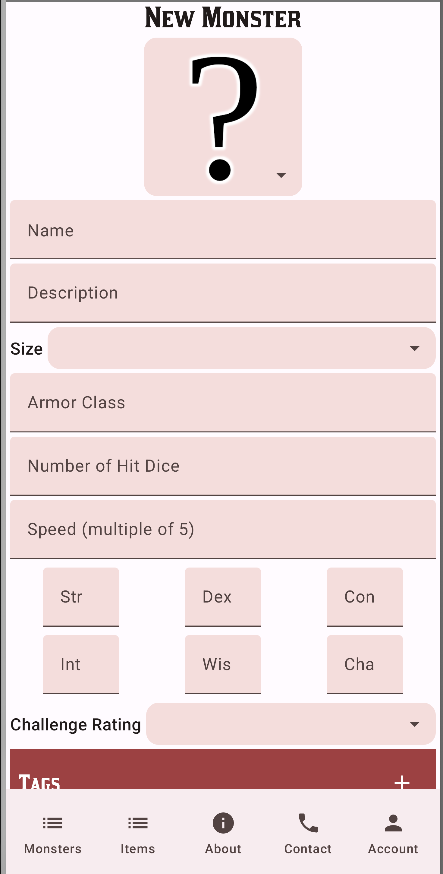 New Monster
?
Name
Description
Size
Armor Class
Number of Hit Dice
Speed (multiple of 5)
Str Dex Con
Int Wis Cha
Challenge Rating
Tags +
Monsters Items About Contact Account